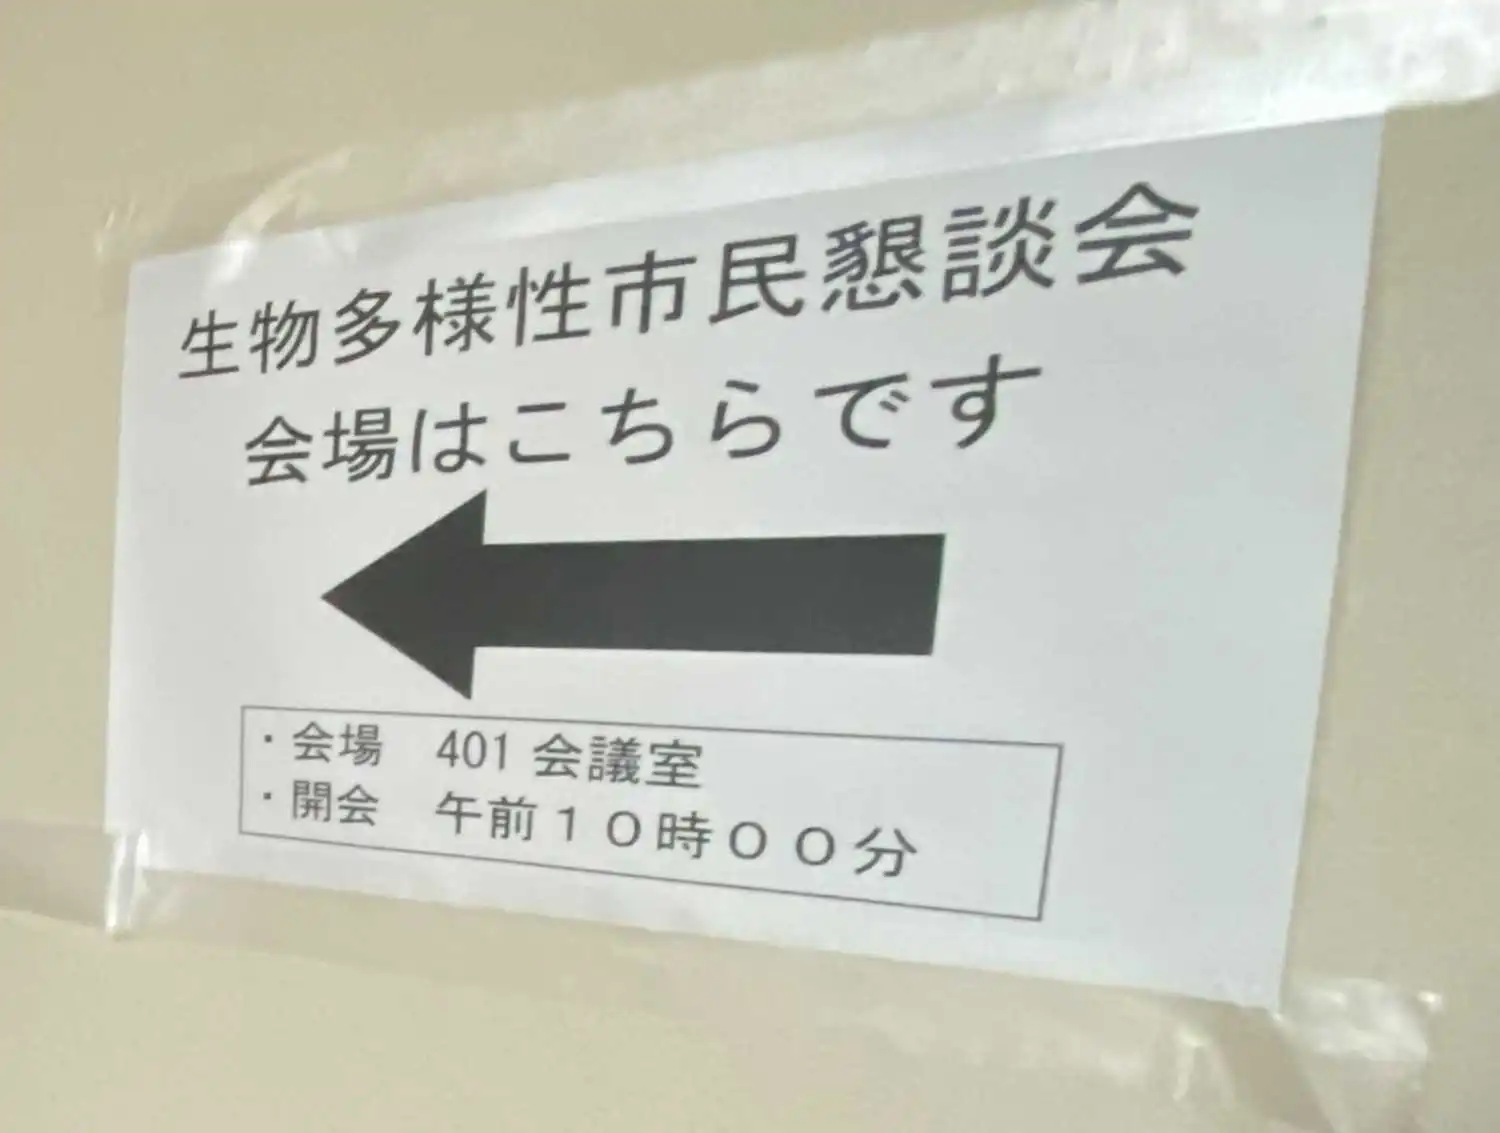 生物多様性市民懇談会
会場はこちらです
・会場　401 会議室
・開会　午前１０時００分